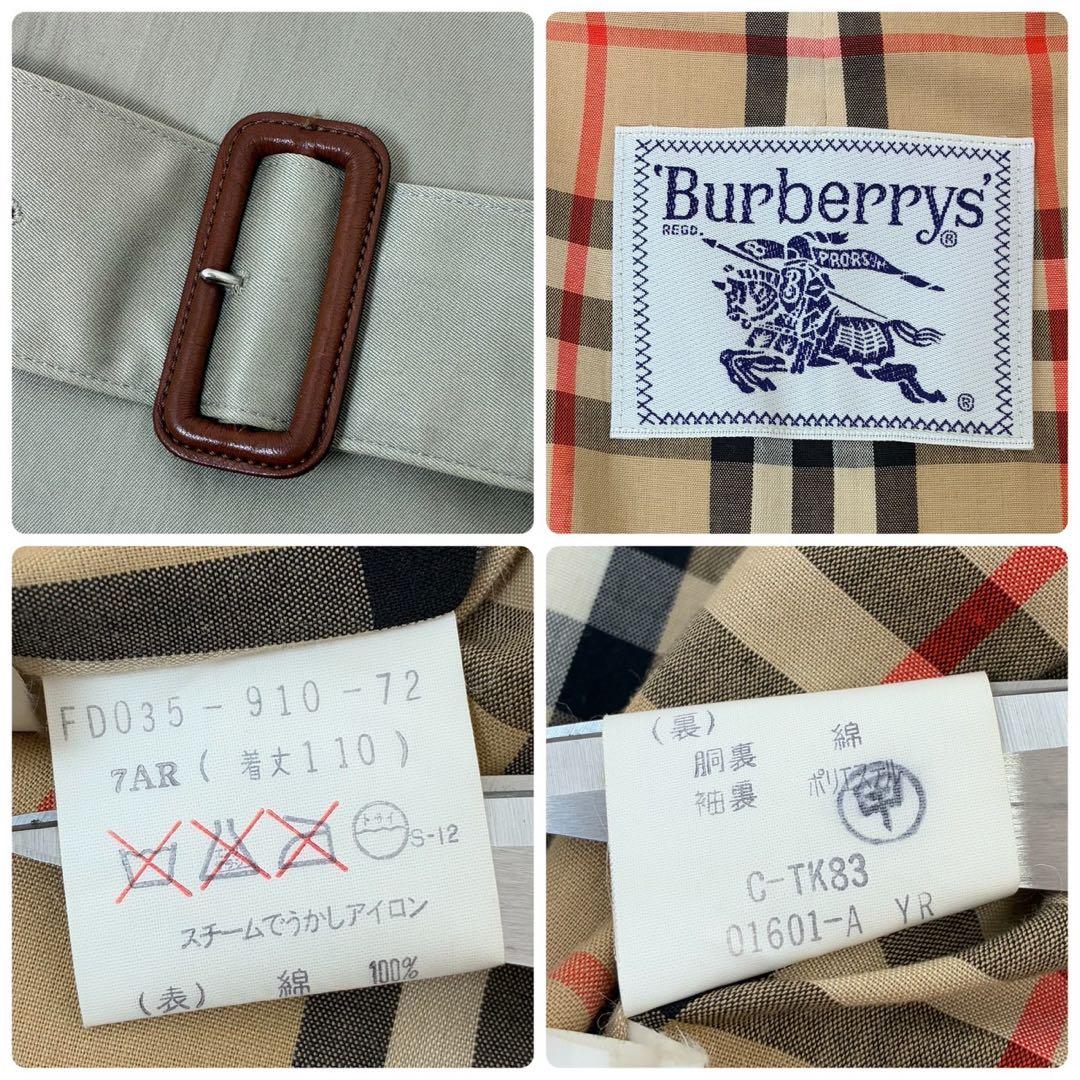 'Burberrys'
REGD.
®
PRORSUM
B
®
FD035-910-72
7AR (着丈110)
ドライ
S-12
スチームでうかしアイロン
(表) 綿 100%
(裏)
胴裏 綿
袖裏 ポリエステル
甲
C-TK83
01601-A YR